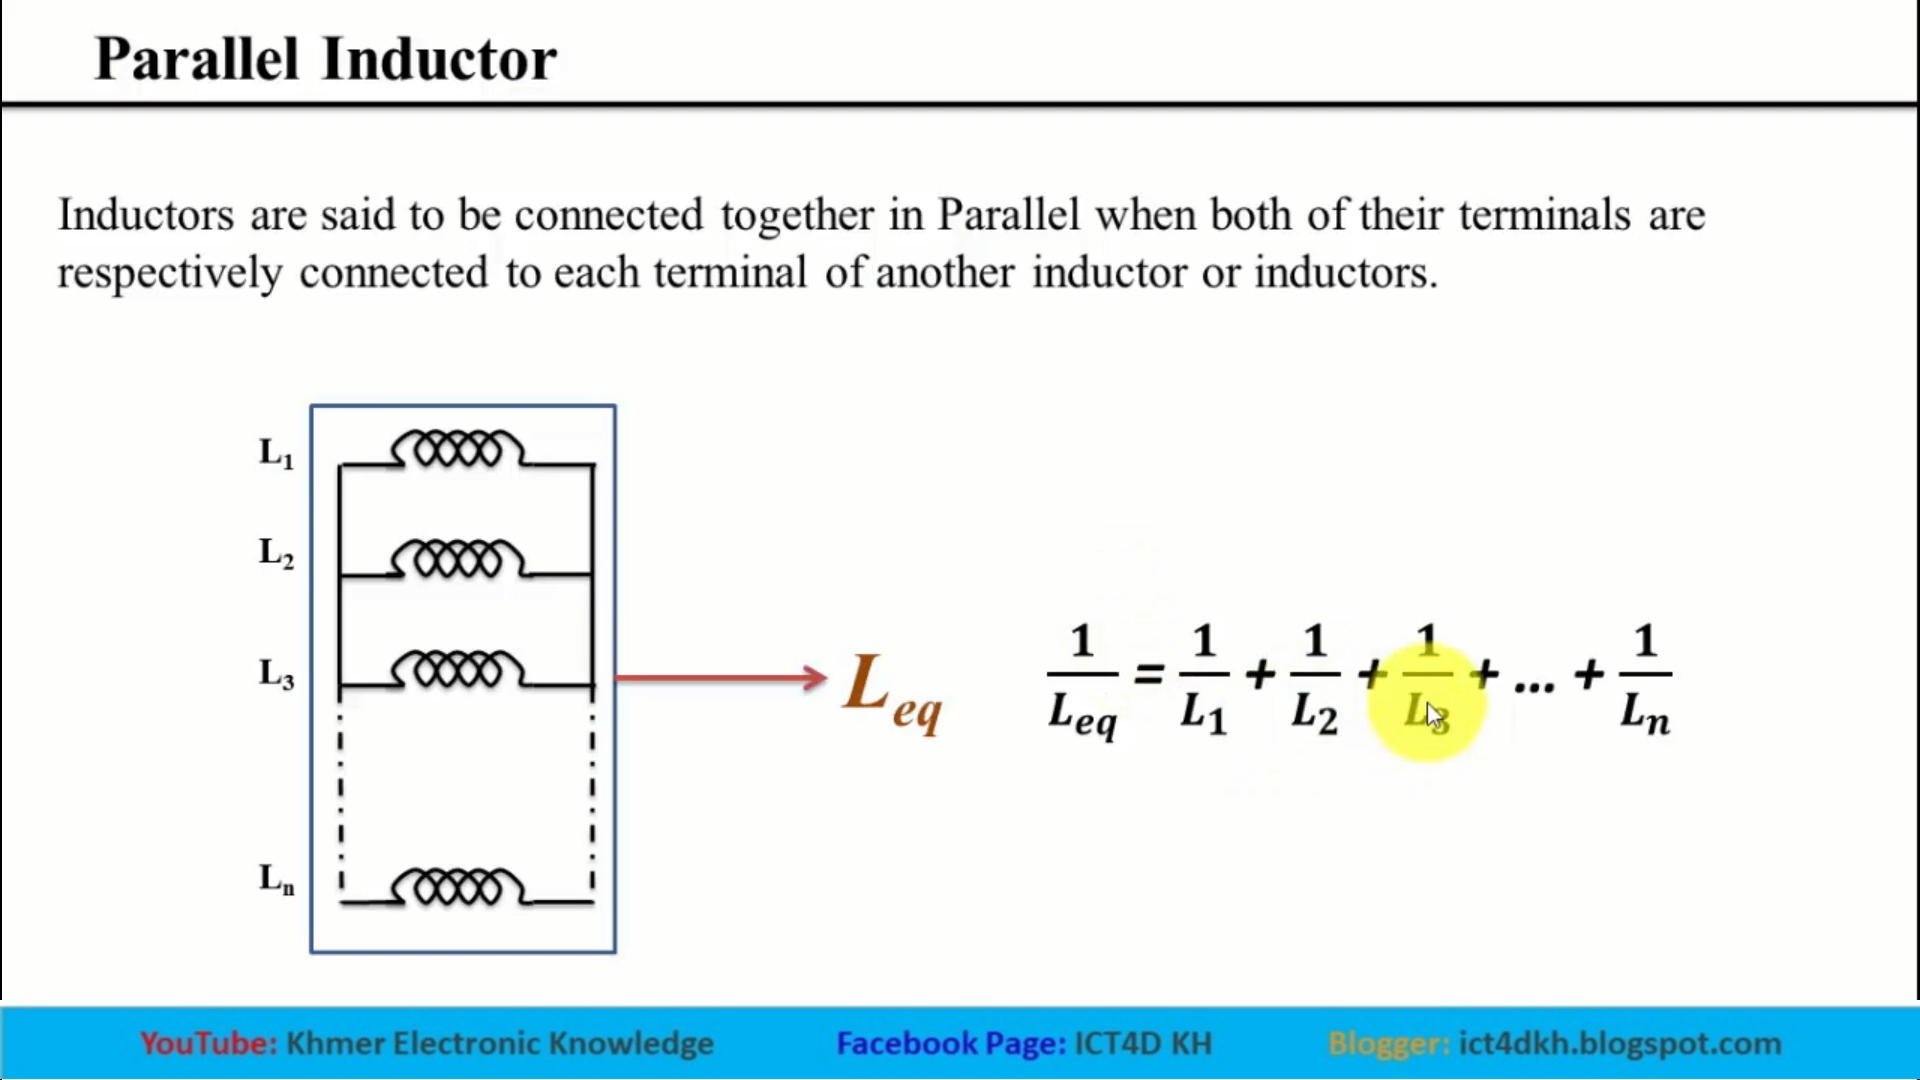 Parallel Inductor
Inductors are said to be connected together in Parallel when both of their terminals are
respectively connected to each terminal of another inductor or inductors.
L1
L2
L3
Ln
Leq
1/Leq = 1/L1 + 1/L2 + 1/L3 + ... + 1/Ln
YouTube: Khmer Electronic Knowledge
Facebook Page: ICT4D KH
Blogger: ict4dkh.blogspot.com